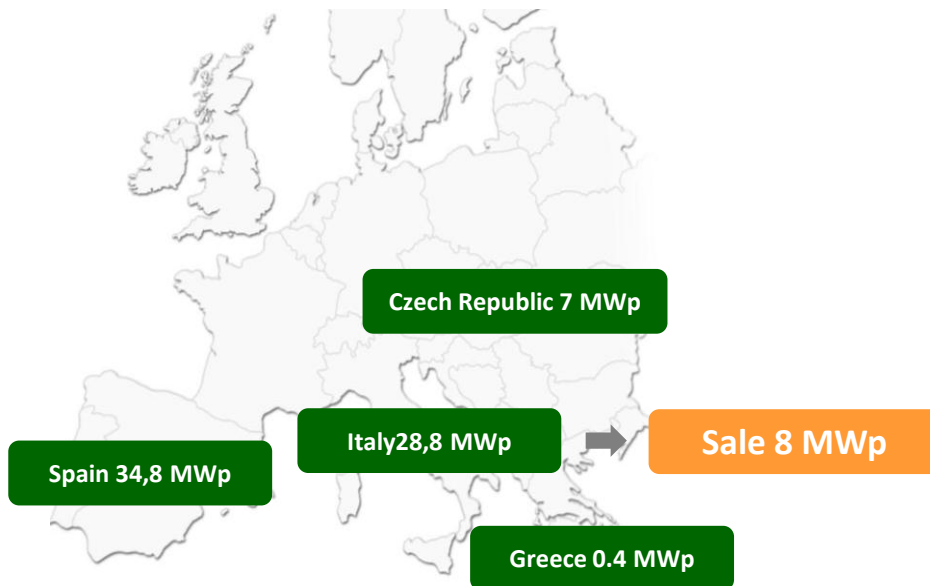 Czech Republic 7 MWp
Italy28,8 MWp
Sale 8 MWp
Spain 34,8 MWp
Greece 0.4 MWp